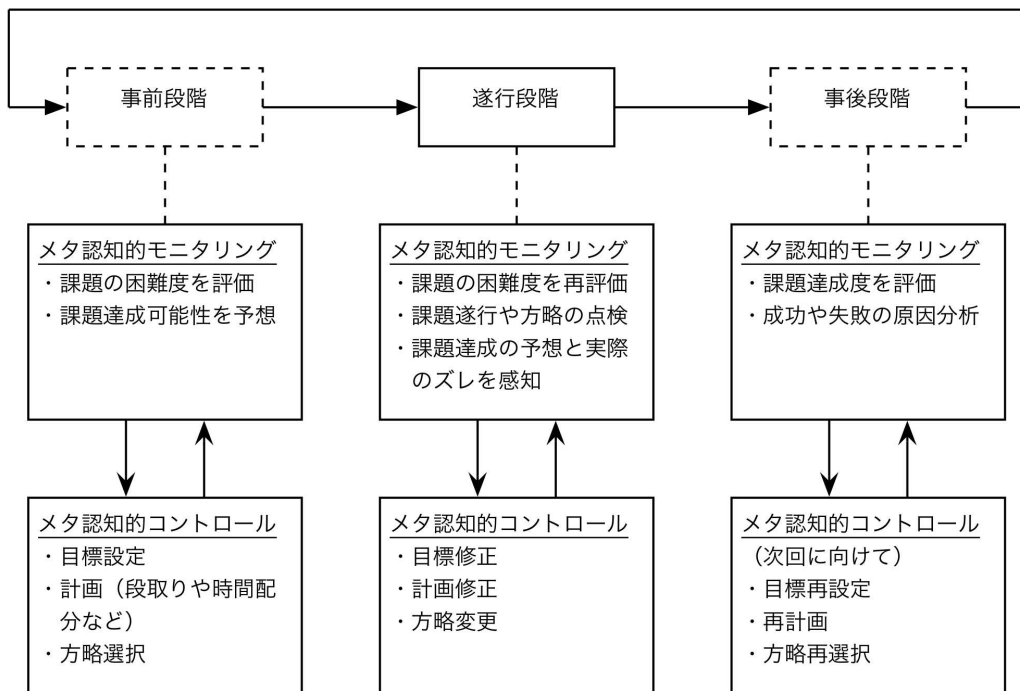 事前段階
遂行段階
事後段階
メタ認知的モニタリング
・課題の困難度を評価
・課題達成可能性を予想
メタ認知的モニタリング
・課題の困難度を再評価
・課題遂行や方略の点検
・課題達成の予想と実際
のズレを感知
メタ認知的モニタリング
・課題達成度を評価
・成功や失敗の原因分析
メタ認知的コントロール
・目標設定
・計画（段取りや時間配
分など）
・方略選択
メタ認知的コントロール
・目標修正
・計画修正
・方略変更
メタ認知的コントロール
（次回に向けて）
・目標再設定
・再計画
・方略再選択